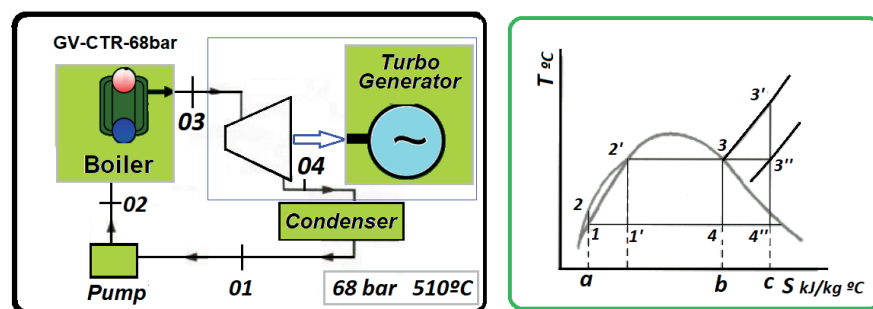 GV-CTR-68bar
Boiler
03
Turbo
Generator
~
04
02
Condenser
Pump
01
68 bar 510ºC
T ºC
3'
2'
3
3''
2
1
1'
4
4''
a
b
c
S kJ/kg ºC